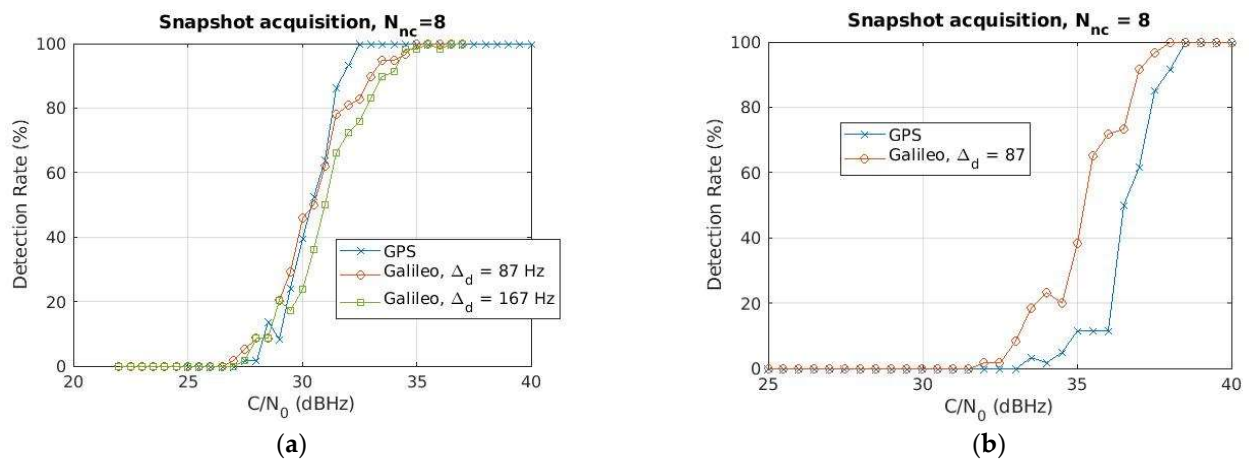 Snapshot acquisition, N_nc=8
Detection Rate (%)
100
80
60
40
20
0
GPS
Galileo, Δ_d = 87 Hz
Galileo, Δ_d = 167 Hz
20 25 30 35 40
C/N_0 (dBHz)
(a)
Snapshot acquisition, N_nc = 8
Detection Rate (%)
100
80
60
40
20
0
GPS
Galileo, Δ_d = 87
25 30 35 40
C/N_0 (dBHz)
(b)